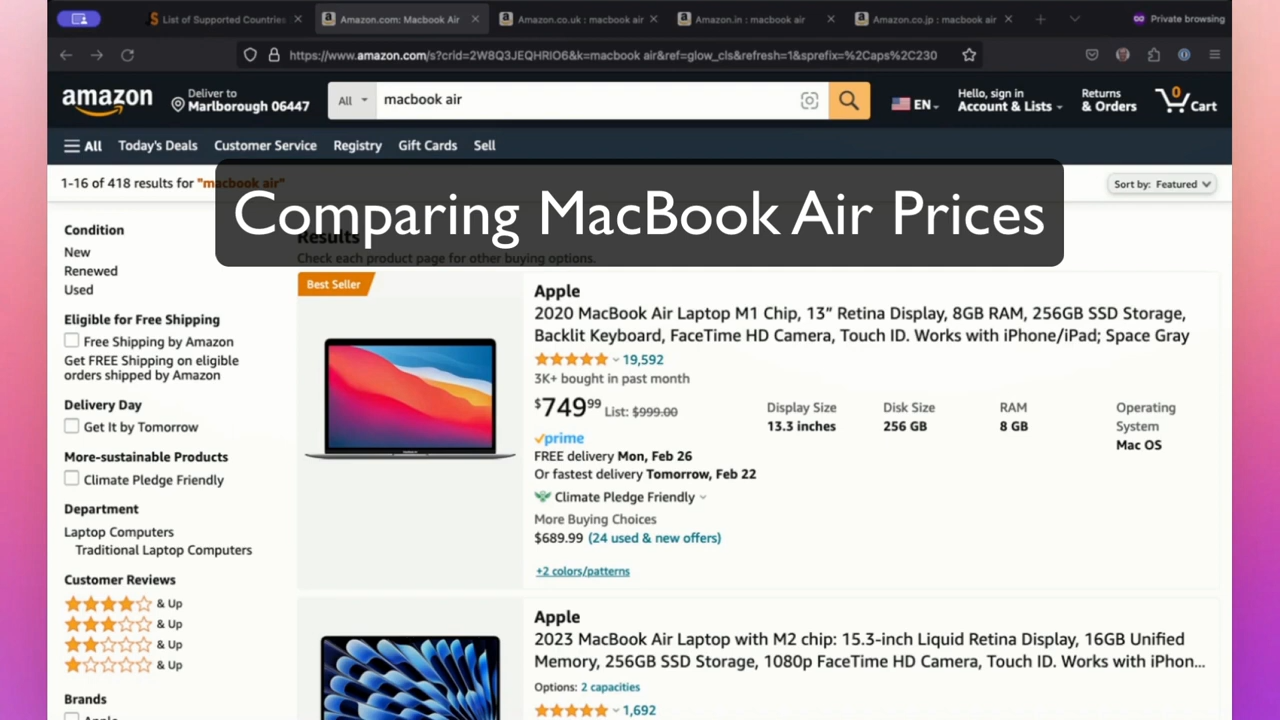 List of Supported Countries
Amazon.com: Macbook Air
Amazon.co.uk : macbook air
Amazon.in : macbook air
Amazon.co.jp : macbook air
Private browsing
https://www.amazon.com/s?crid=2W8Q3JEQHRIO6&k=macbook air&ref=glow_cls&refresh=1&sprefix=%2Caps%2C230
amazon
Deliver to
Marlborough 06447
All
macbook air
EN
Hello, sign in
Account & Lists
Returns
& Orders
0
Cart
All
Today's Deals
Customer Service
Registry
Gift Cards
Sell
1-16 of 418 results for "macbook air"
Sort by: Featured
Comparing MacBook Air Prices
Results
Check each product page for other buying options.
Condition
New
Renewed
Used
Eligible for Free Shipping
Free Shipping by Amazon
Get FREE Shipping on eligible
orders shipped by Amazon
Delivery Day
Get It by Tomorrow
More-sustainable Products
Climate Pledge Friendly
Department
Laptop Computers
Traditional Laptop Computers
Customer Reviews
& Up
& Up
& Up
& Up
Brands
Best Seller
Apple
2020 MacBook Air Laptop M1 Chip, 13” Retina Display, 8GB RAM, 256GB SSD Storage,
Backlit Keyboard, FaceTime HD Camera, Touch ID. Works with iPhone/iPad; Space Gray
19,592
3K+ bought in past month
$749.99 List: $999.00
prime
FREE delivery Mon, Feb 26
Or fastest delivery Tomorrow, Feb 22
Climate Pledge Friendly
More Buying Choices
$689.99 (24 used & new offers)
+2 colors/patterns
Display Size
13.3 inches
Disk Size
256 GB
RAM
8 GB
Operating
System
Mac OS
Apple
2023 MacBook Air Laptop with M2 chip: 15.3-inch Liquid Retina Display, 16GB Unified
Memory, 256GB SSD Storage, 1080p FaceTime HD Camera, Touch ID. Works with iPhon...
Options: 2 capacities
1,692